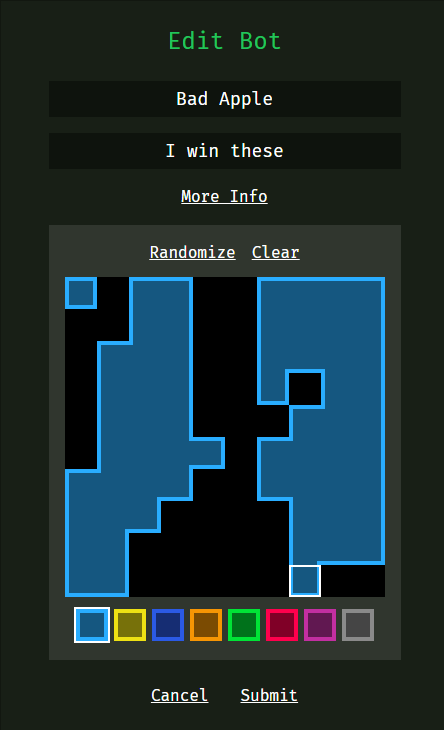 Edit Bot
Bad Apple
I win these
More Info
Randomize Clear
Cancel Submit